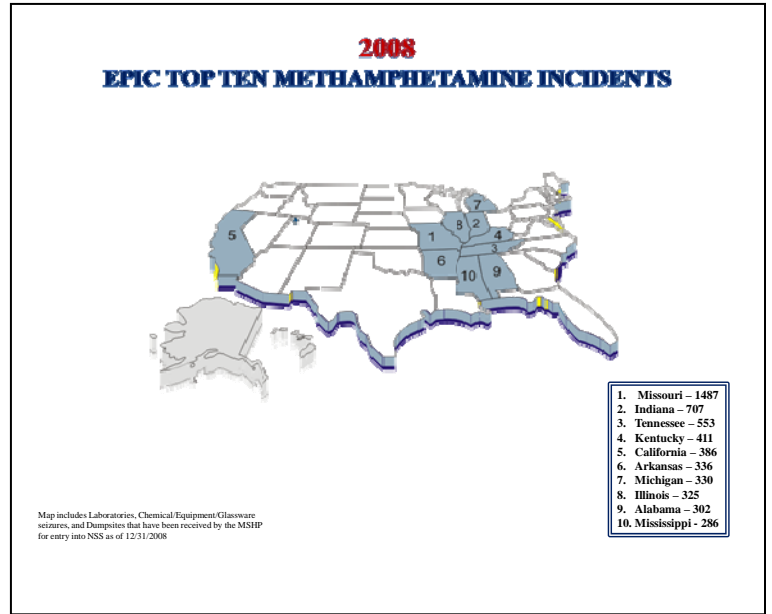 2008
EPIC TOP TEN METHAMPHETAMINE INCIDENTS
7
8
2
5
1
4
3
6
10
9
1. Missouri – 1487
2. Indiana – 707
3. Tennessee – 553
4. Kentucky – 411
5. California – 386
6. Arkansas – 336
7. Michigan – 330
8. Illinois – 325
9. Alabama – 302
10. Mississippi - 286
Map includes Laboratories, Chemical/Equipment/Glassware
seizures, and Dumpsites that have been received by the MSHP
for entry into NSS as of 12/31/2008